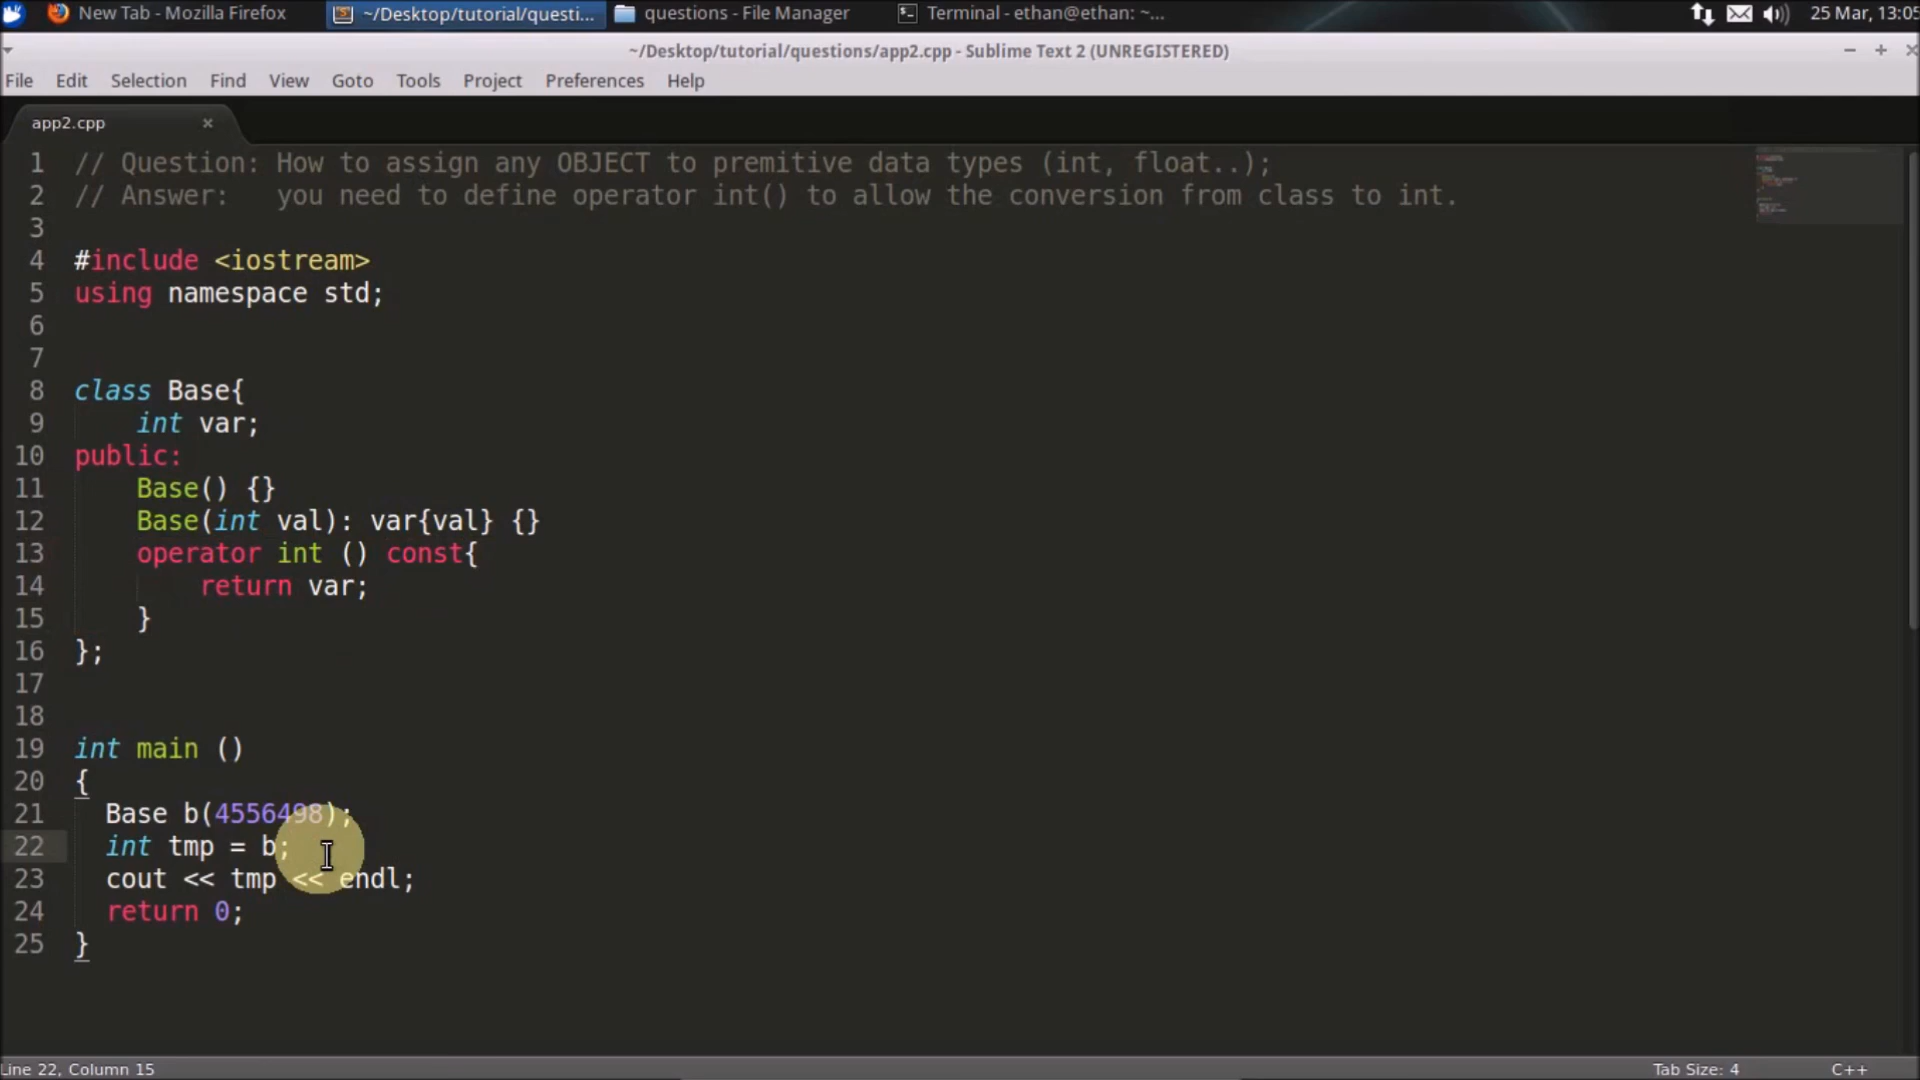 New Tab - Mozilla Firefox ~/Desktop/tutorial/questi... questions - File Manager Terminal - ethan@ethan: ~... 25 Mar, 13:05
~/Desktop/tutorial/questions/app2.cpp - Sublime Text 2 (UNREGISTERED)
File Edit Selection Find View Goto Tools Project Preferences Help
app2.cpp
1 // Question: How to assign any OBJECT to premitive data types (int, float..);
2 // Answer:   you need to define operator int() to allow the conversion from class to int.
3
4 #include <iostream>
5 using namespace std;
6
7
8 class Base{
9     int var;
10 public:
11     Base() {}
12     Base(int val): var{val} {}
13     operator int () const{
14         return var;
15     }
16 };
17
18
19 int main ()
20 {
21   Base b(4556498);
22   int tmp = b;
23   cout << tmp << endl;
24   return 0;
25 }
Line 22, Column 15 Tab Size: 4 C++